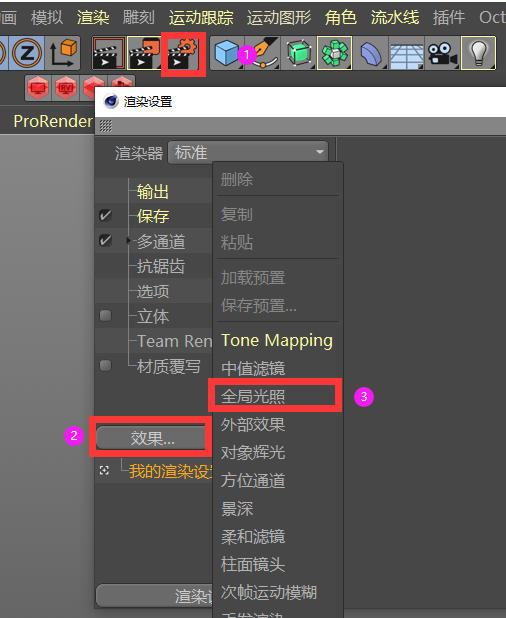 画 模拟 渲染 雕刻 运动跟踪 运动图形 角色 流水线 插件 Oct
1
ProRender
渲染设置
渲染器 标准
输出
保存
多通道
抗锯齿
选项
立体
Team Ren
材质覆写
2 效果...
我的渲染设
删除
复制
粘贴
加载预置
保存预置...
Tone Mapping
中值滤镜
全局光照 3
外部效果
对象辉光
方位通道
景深
柔和滤镜
柱面镜头
次帧运动模糊